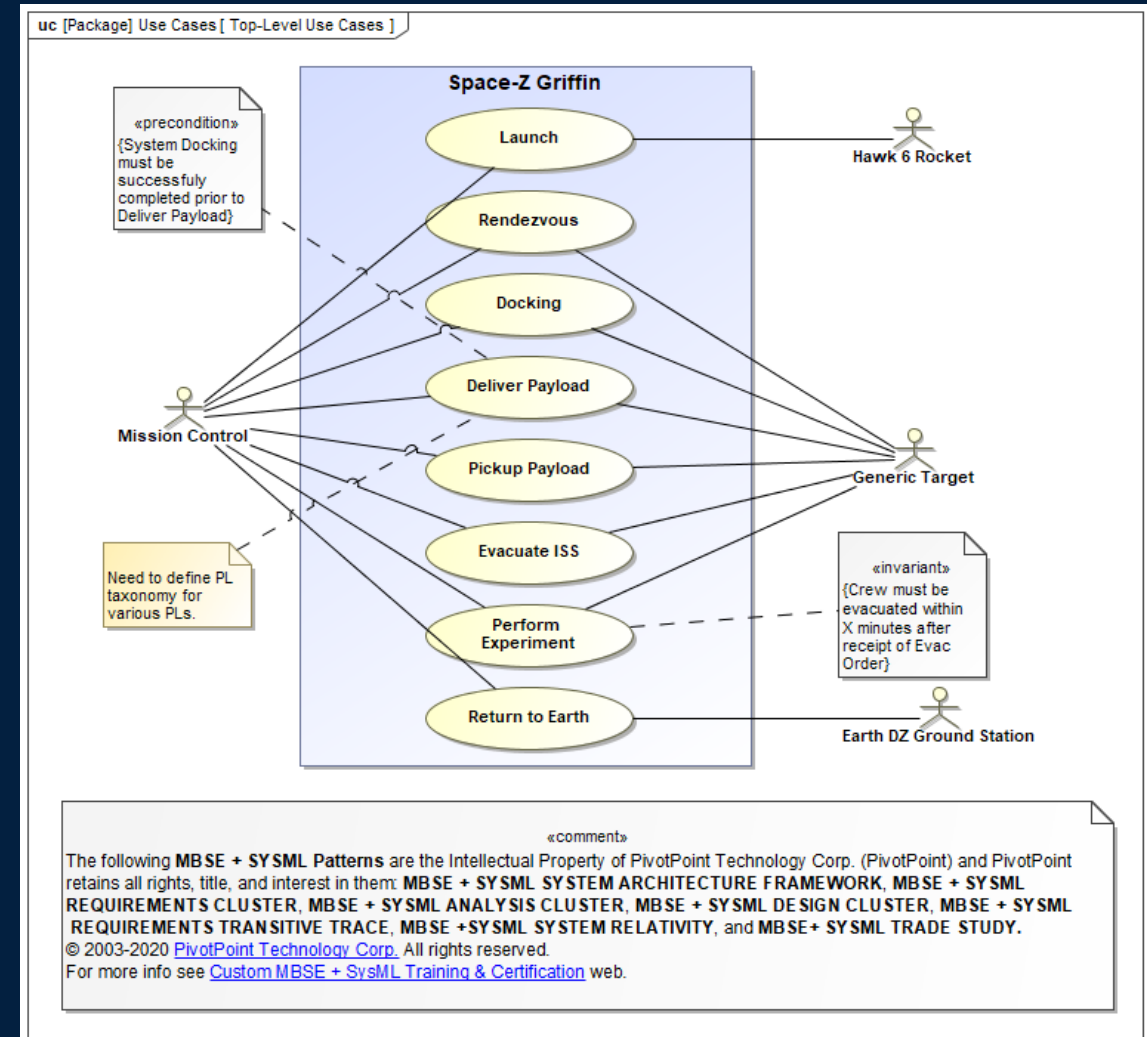 uc [Package] Use Cases [ Top-Level Use Cases ]
Space-Z Griffin
«precondition»
{System Docking
must be
successfuly
completed prior to
Deliver Payload}
Launch
Hawk 6 Rocket
Rendezvous
Docking
Deliver Payload
Mission Control
Pickup Payload
Generic Target
Evacuate ISS
Need to define PL
taxonomy for
various PLs.
«invariant»
{Crew must be
evacuated within
X minutes after
receipt of Evac
Order}
Perform
Experiment
Return to Earth
Earth DZ Ground Station
«comment»
The following MBSE + SYSML Patterns are the Intellectual Property of PivotPoint Technology Corp. (PivotPoint) and PivotPoint
retains all rights, title, and interest in them: MBSE + SYSML SYSTEM ARCHITECTURE FRAMEWORK, MBSE + SYSML
REQUIREMENTS CLUSTER, MBSE + SYSML ANALYSIS CLUSTER, MBSE + SYSML DESIGN CLUSTER, MBSE + SYSML
REQUIREMENTS TRANSITIVE TRACE, MBSE +SYSML SYSTEM RELATIVITY, and MBSE+ SYSML TRADE STUDY.
© 2003-2020 PivotPoint Technology Corp. All rights reserved.
For more info see Custom MBSE + SysML Training & Certification web.